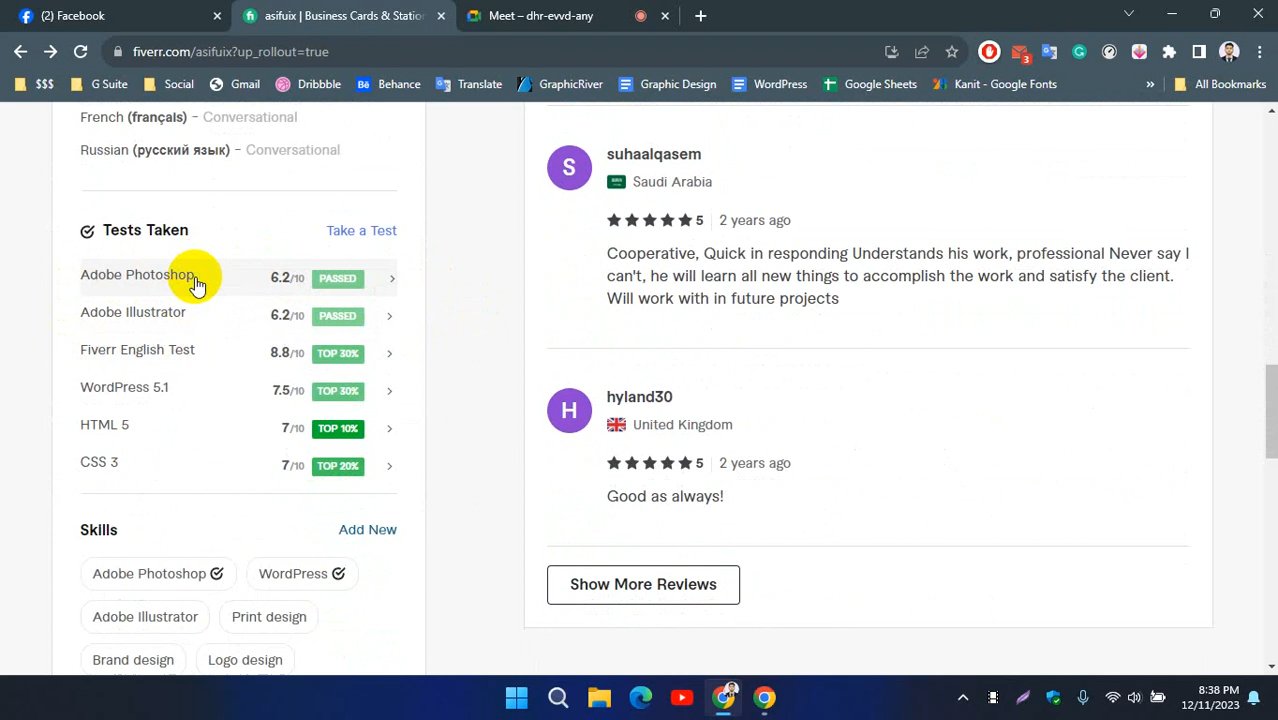 (2) Facebook
asifuix | Business Cards & Statio
Meet – dhr-evvd-any
fiverr.com/asifuix?up_rollout=true
3
$$$
G Suite
Social
Gmail
Dribbble
Bē Behance
Translate
GraphicRiver
Graphic Design
WordPress
Google Sheets
Kanit - Google Fonts
»
All Bookmarks
French (français) – Conversational
Russian (русский язык) – Conversational
Tests Taken
Take a Test
Adobe Photoshop 6.2/10 PASSED
Adobe Illustrator 6.2/10 PASSED
Fiverr English Test 8.8/10 TOP 30%
WordPress 5.1 7.5/10 TOP 30%
HTML 5 7/10 TOP 10%
CSS 3 7/10 TOP 20%
Skills
Add New
Adobe Photoshop
WordPress
Adobe Illustrator
Print design
Brand design
Logo design
S
suhaalqasem
Saudi Arabia
5 | 2 years ago
Cooperative, Quick in responding Understands his work, professional Never say I
can't, he will learn all new things to accomplish the work and satisfy the client.
Will work with in future projects
H
hyland30
United Kingdom
5 | 2 years ago
Good as always!
Show More Reviews
8:38 PM
12/11/2023